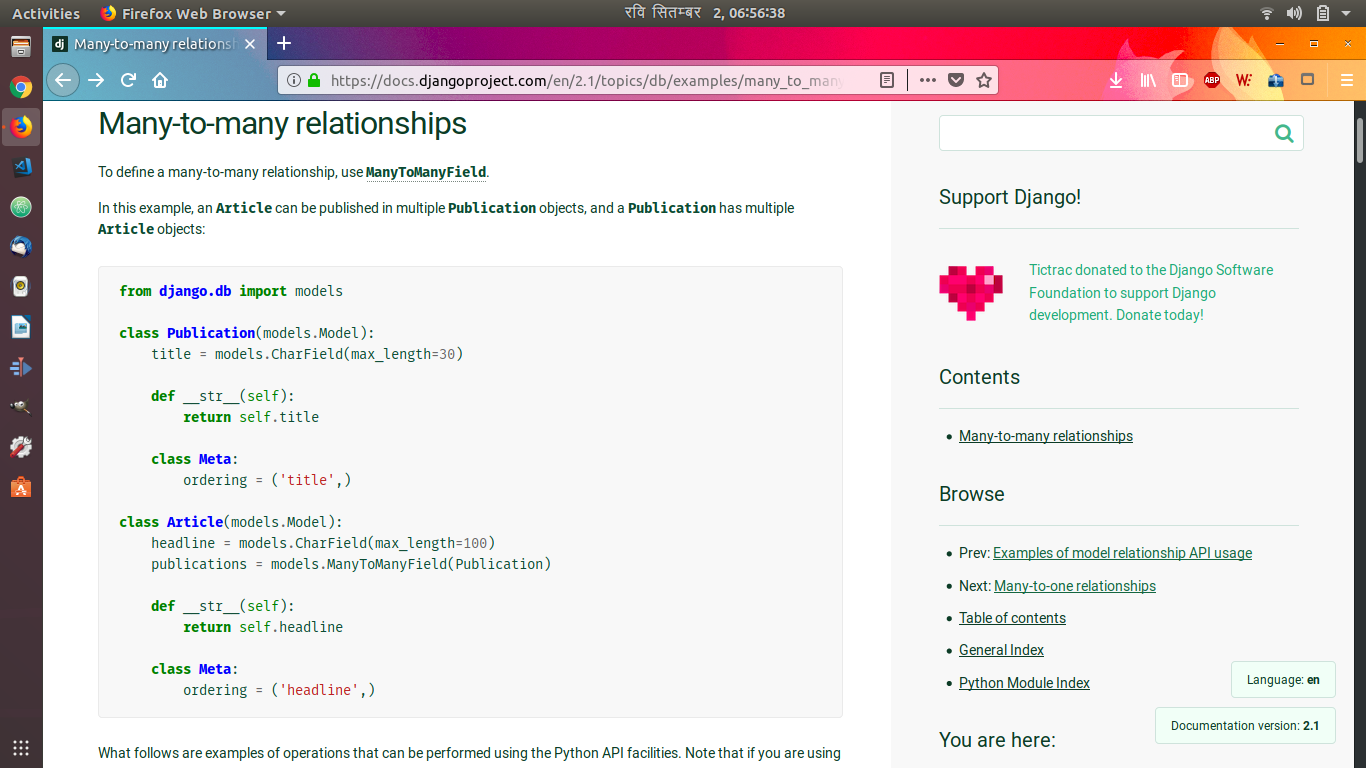 Activities
Firefox Web Browser
रवि सितम्बर 2, 06:56:38
dj
Many-to-many relationsh
https://docs.djangoproject.com/en/2.1/topics/db/examples/many_to_many
ABP
W:
Many-to-many relationships
To define a many-to-many relationship, use ManyToManyField.
In this example, an Article can be published in multiple Publication objects, and a Publication has multiple
Article objects:
from django.db import models
class Publication(models.Model):
    title = models.CharField(max_length=30)
    def __str__(self):
        return self.title
    class Meta:
        ordering = ('title',)
class Article(models.Model):
    headline = models.CharField(max_length=100)
    publications = models.ManyToManyField(Publication)
    def __str__(self):
        return self.headline
    class Meta:
        ordering = ('headline',)
What follows are examples of operations that can be performed using the Python API facilities. Note that if you are using
Support Django!
Tictrac donated to the Django Software
Foundation to support Django
development. Donate today!
Contents
Many-to-many relationships
Browse
Prev: Examples of model relationship API usage
Next: Many-to-one relationships
Table of contents
General Index
Python Module Index
Language: en
Documentation version: 2.1
You are here: